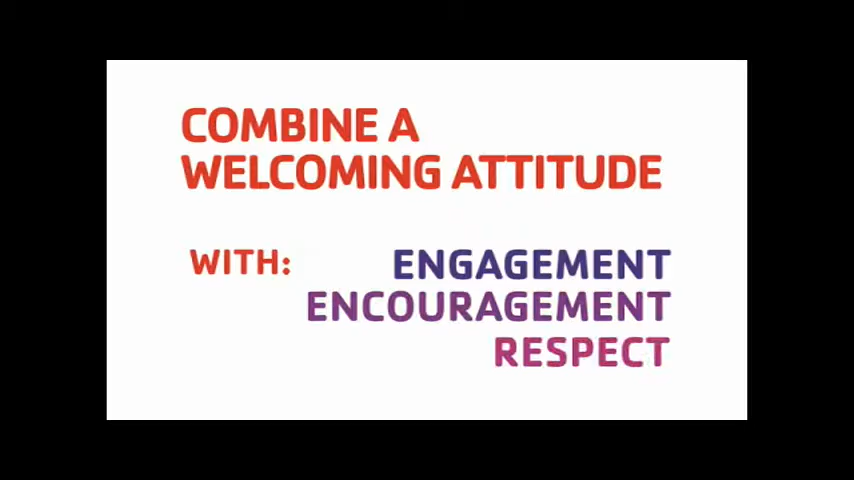 COMBINE A
WELCOMING ATTITUDE
WITH: ENGAGEMENT
ENCOURAGEMENT
RESPECT